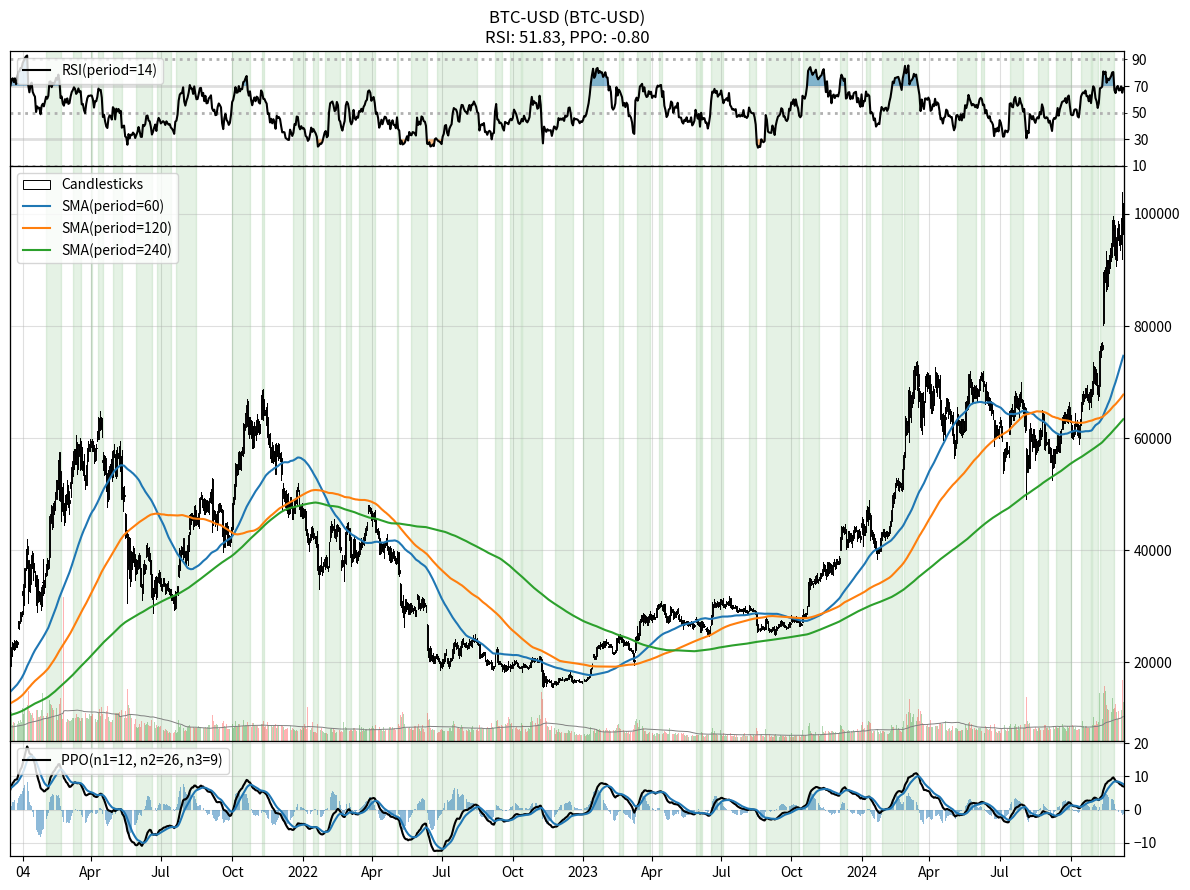 BTC-USD (BTC-USD)
RSI: 51.83, PPO: -0.80
RSI(period=14)
90
70
50
30
10
Candlesticks
SMA(period=60)
SMA(period=120)
SMA(period=240)
100000
80000
60000
40000
20000
PPO(n1=12, n2=26, n3=9)
20
10
0
−10
04 Apr Jul Oct 2022 Apr Jul Oct 2023 Apr Jul Oct 2024 Apr Jul Oct